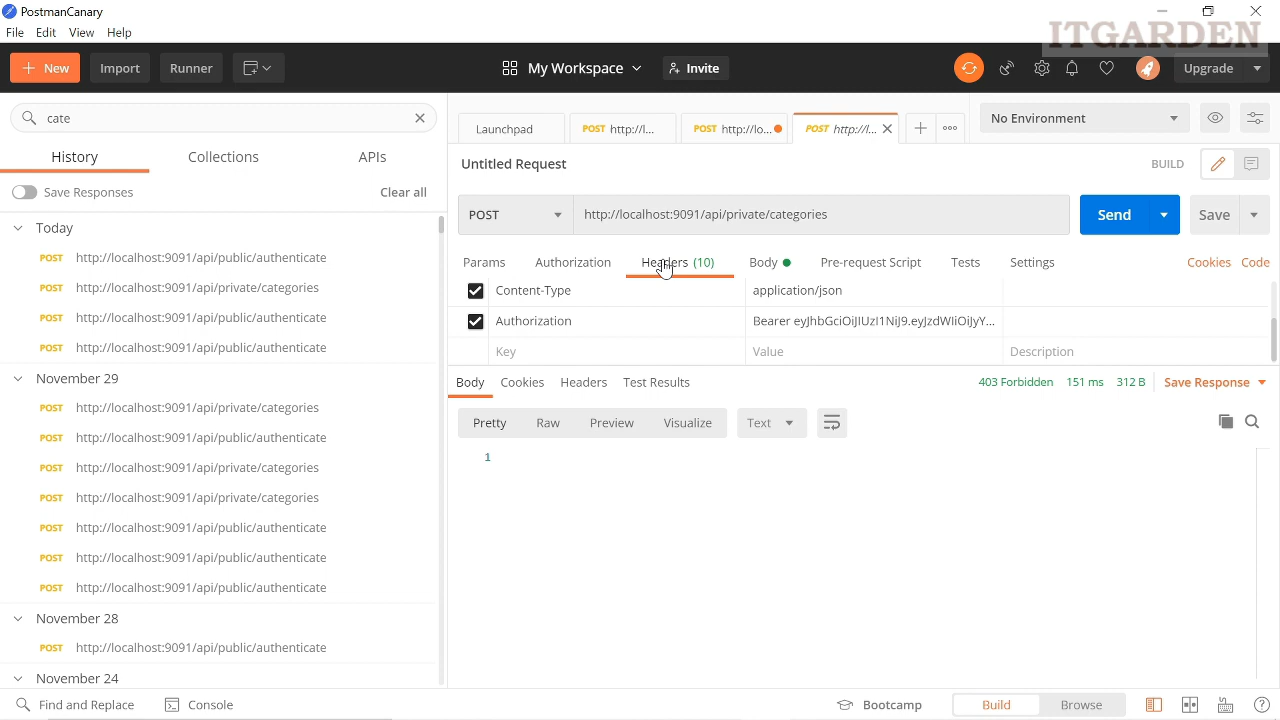 PostmanCanary
File Edit View Help
ITGARDEN
New Import Runner My Workspace Invite Upgrade
cate
Launchpad POST http://l... POST http://lo... POST http://l... No Environment
History Collections APIs
Untitled Request BUILD
Save Responses Clear all
POST http://localhost:9091/api/private/categories Send Save
Today
POST http://localhost:9091/api/public/authenticate
POST http://localhost:9091/api/private/categories
POST http://localhost:9091/api/public/authenticate
POST http://localhost:9091/api/public/authenticate
November 29
POST http://localhost:9091/api/private/categories
POST http://localhost:9091/api/public/authenticate
POST http://localhost:9091/api/private/categories
POST http://localhost:9091/api/private/categories
POST http://localhost:9091/api/public/authenticate
POST http://localhost:9091/api/public/authenticate
POST http://localhost:9091/api/public/authenticate
November 28
POST http://localhost:9091/api/public/authenticate
November 24
Params Authorization Headers (10) Body Pre-request Script Tests Settings Cookies Code
Content-Type application/json
Authorization Bearer eyJhbGciOiJIUzI1NiJ9.eyJzdWIiOiJyY...
Key Value Description
Body Cookies Headers Test Results 403 Forbidden 151 ms 312 B Save Response
Pretty Raw Preview Visualize Text
1
Find and Replace Console Bootcamp Build Browse